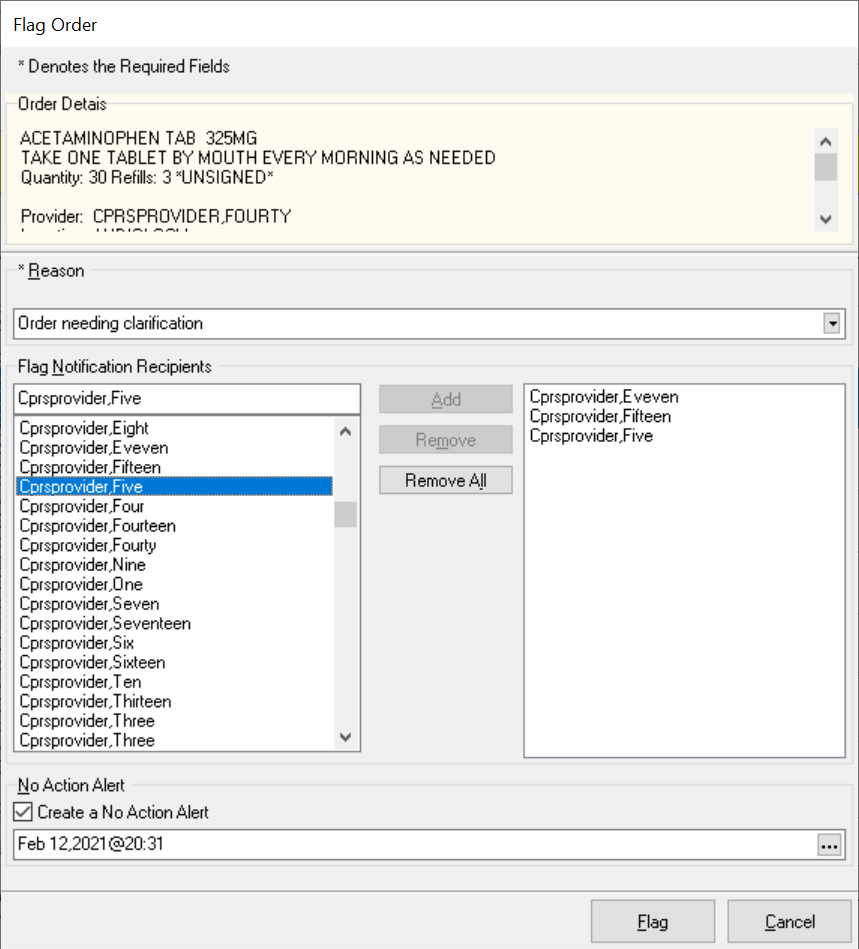 Flag Order
* Denotes the Required Fields
Order Detais
ACETAMINOPHEN TAB 325MG
TAKE ONE TABLET BY MOUTH EVERY MORNING AS NEEDED
Quantity: 30 Refills: 3 *UNSIGNED*
Provider: CPRSPROVIDER,FOURTY
* Reason
Order needing clarification
Flag Notification Recipients
Cprsprovider,Five
Cprsprovider,Eight
Cprsprovider,Eveven
Cprsprovider,Fifteen
Cprsprovider,Five
Cprsprovider,Four
Cprsprovider,Fourteen
Cprsprovider,Fourty
Cprsprovider,Nine
Cprsprovider,One
Cprsprovider,Seven
Cprsprovider,Seventeen
Cprsprovider,Six
Cprsprovider,Sixteen
Cprsprovider,Ten
Cprsprovider,Thirteen
Cprsprovider,Three
Cprsprovider,Three
Add
Remove
Remove All
Cprsprovider,Eveven
Cprsprovider,Fifteen
Cprsprovider,Five
No Action Alert
Create a No Action Alert
Feb 12,2021@20:31
...
Flag
Cancel